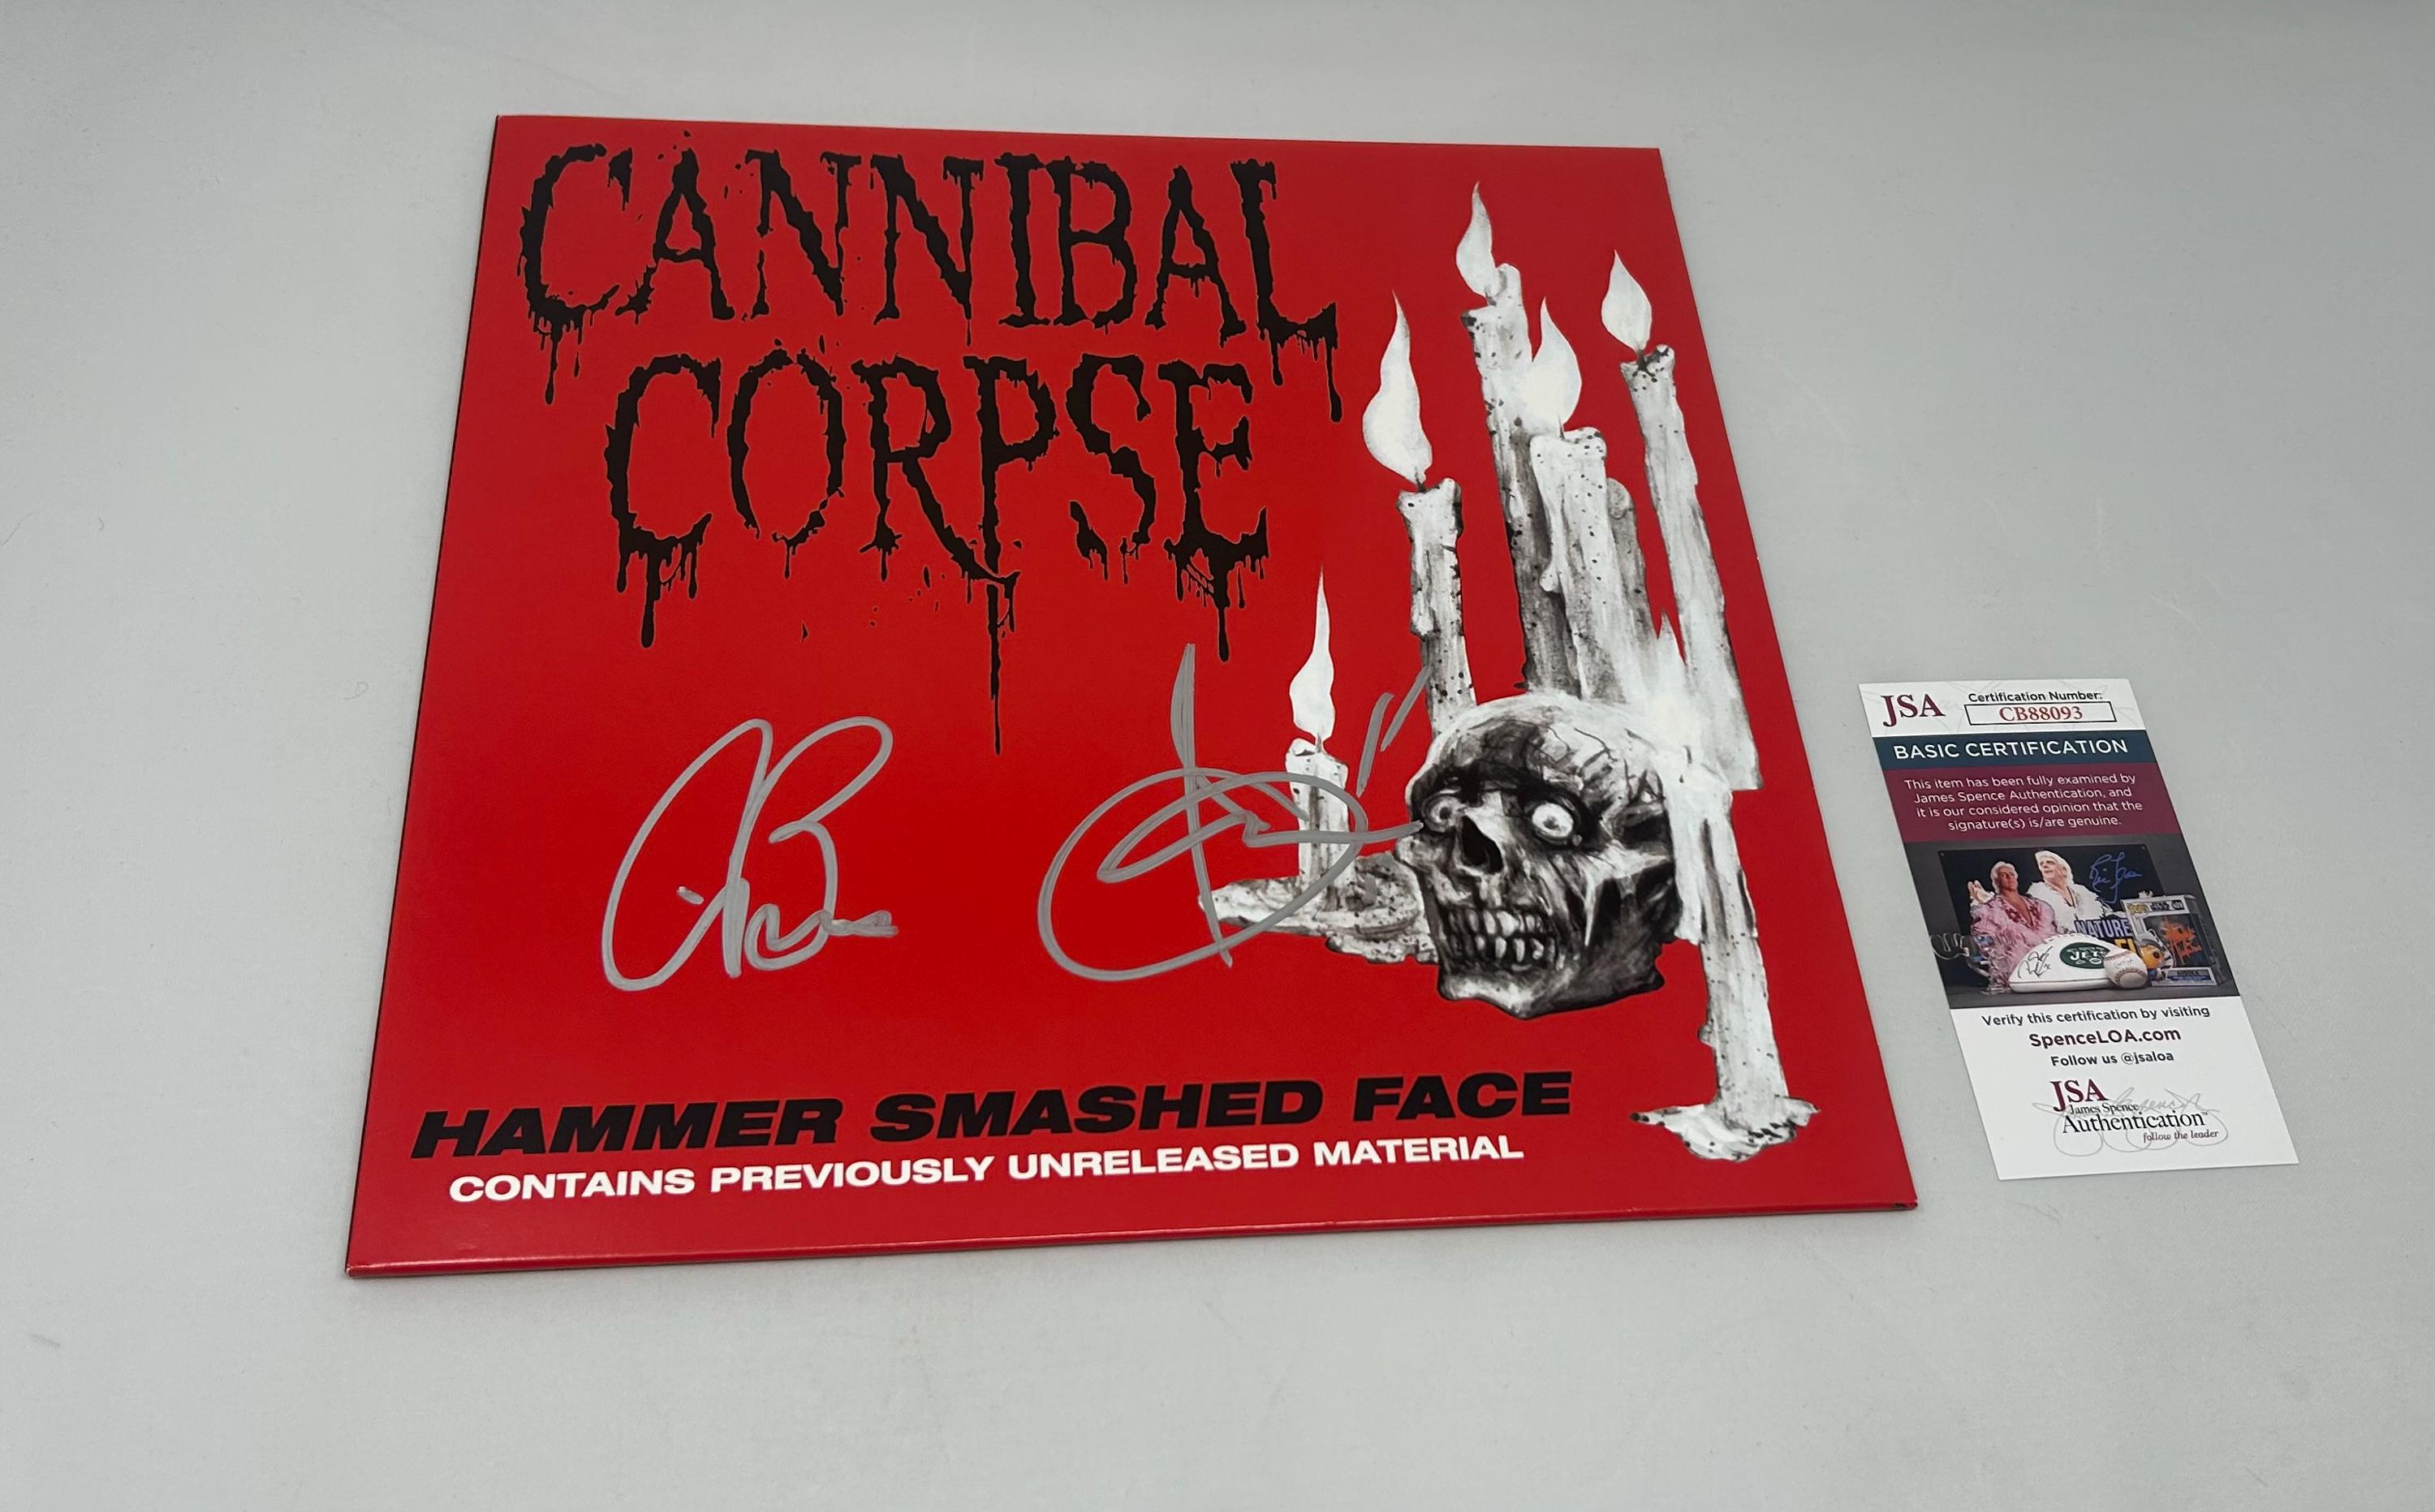 CANNIBAL
CORPSE
HAMMER SMASHED FACE
CONTAINS PREVIOUSLY UNRELEASED MATERIAL
JSA
Certification Number:
CB88093
BASIC CERTIFICATION
This item has been fully examined by
James Spence Authentication, and
it is our considered opinion that the
signature(s) is/are genuine.
NATURE
JETS
Verify this certification by visiting
SpenceLOA.com
Follow us @jsaloa
JSA
James Spence
Authentication
follow the leader